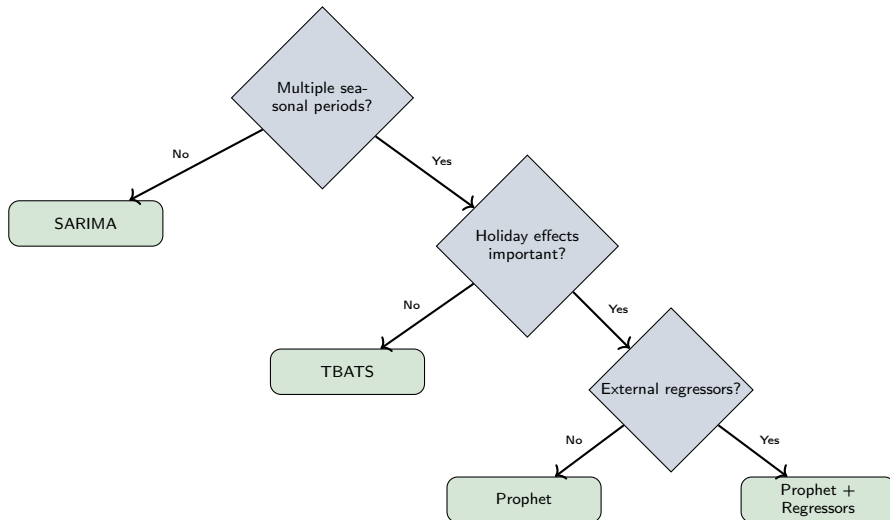 Multiple sea-
sonal periods?
No
Yes
SARIMA
Holiday effects
important?
No
Yes
TBATS
External regressors?
No
Yes
Prophet
Prophet +
Regressors